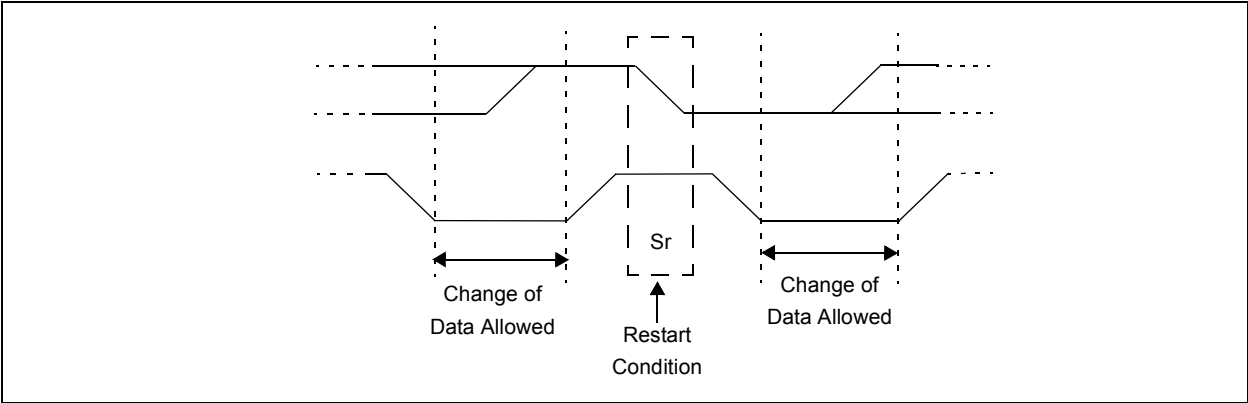 Sr
Change of
Data Allowed
Restart
Condition
Change of
Data Allowed